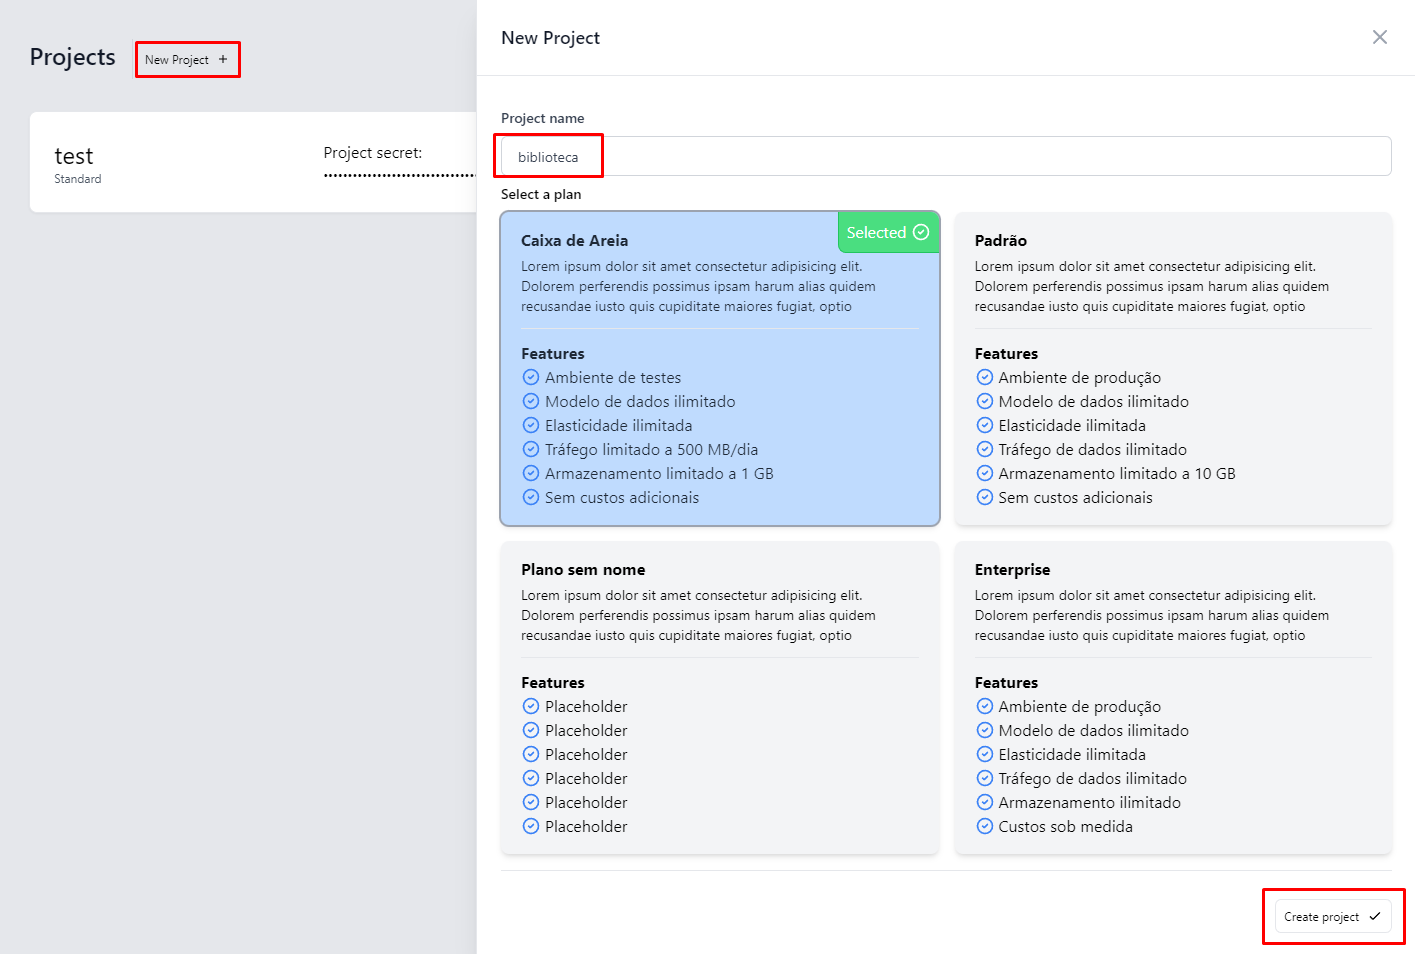 Projects
New Project +
test
Standard
Project secret:
New Project
Project name
biblioteca
Select a plan
Caixa de Areia
Selected
Lorem ipsum dolor sit amet consectetur adipisicing elit.
Dolorem perferendis possimus ipsam harum alias quidem
recusandae iusto quis cupiditate maiores fugiat, optio
Features
Ambiente de testes
Modelo de dados ilimitado
Elasticidade ilimitada
Tráfego limitado a 500 MB/dia
Armazenamento limitado a 1 GB
Sem custos adicionais
Padrão
Lorem ipsum dolor sit amet consectetur adipisicing elit.
Dolorem perferendis possimus ipsam harum alias quidem
recusandae iusto quis cupiditate maiores fugiat, optio
Features
Ambiente de produção
Modelo de dados ilimitado
Elasticidade ilimitada
Tráfego de dados ilimitado
Armazenamento limitado a 10 GB
Sem custos adicionais
Plano sem nome
Lorem ipsum dolor sit amet consectetur adipisicing elit.
Dolorem perferendis possimus ipsam harum alias quidem
recusandae iusto quis cupiditate maiores fugiat, optio
Features
Placeholder
Placeholder
Placeholder
Placeholder
Placeholder
Placeholder
Enterprise
Lorem ipsum dolor sit amet consectetur adipisicing elit.
Dolorem perferendis possimus ipsam harum alias quidem
recusandae iusto quis cupiditate maiores fugiat, optio
Features
Ambiente de produção
Modelo de dados ilimitado
Elasticidade ilimitada
Tráfego de dados ilimitado
Armazenamento ilimitado
Custos sob medida
Create project